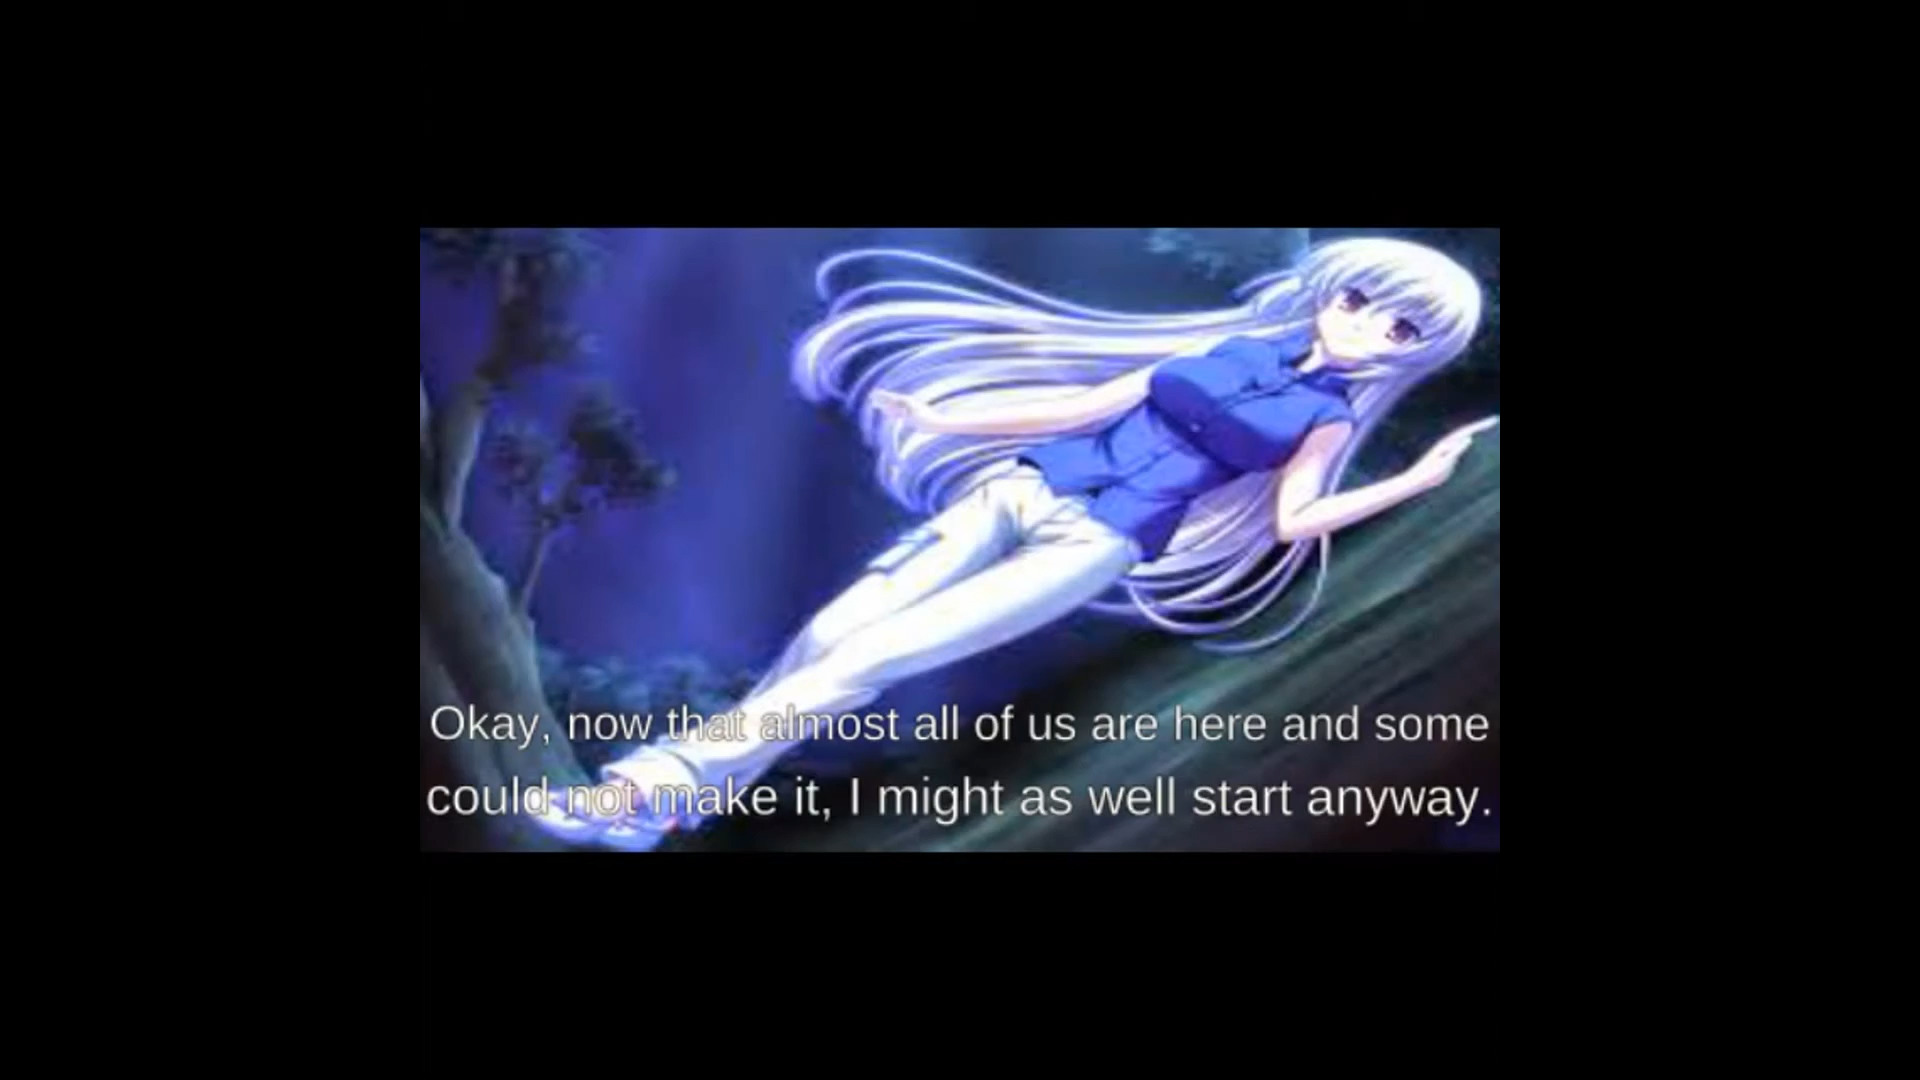 Okay, now that almost all of us are here and some
could not make it, I might as well start anyway.